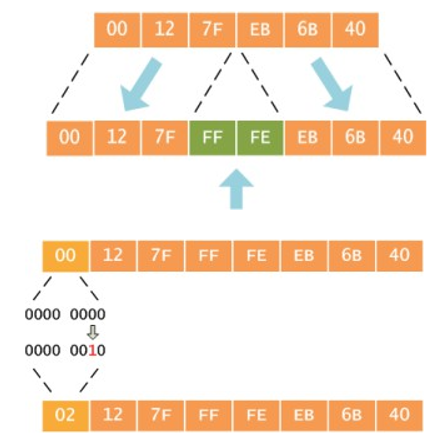 00 12 7F EB 6B 40
00 12 7F FF FE EB 6B 40
00 12 7F FF FE EB 6B 40
0000 0000
0000 0010
02 12 7F FF FE EB 6B 40